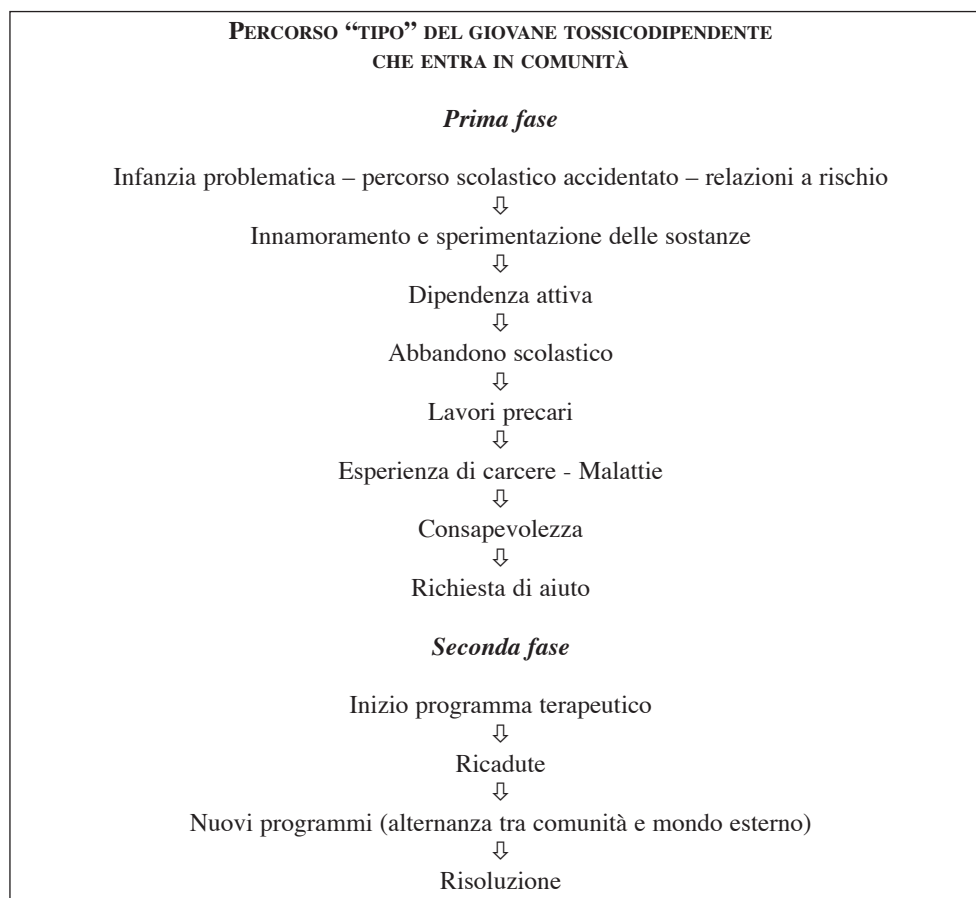 PERCORSO “TIPO” DEL GIOVANE TOSSICODIPENDENTE
CHE ENTRA IN COMUNITÀ
Prima fase
Infanzia problematica – percorso scolastico accidentato – relazioni a rischio
⇩
Innamoramento e sperimentazione delle sostanze
⇩
Dipendenza attiva
⇩
Abbandono scolastico
⇩
Lavori precari
⇩
Esperienza di carcere - Malattie
⇩
Consapevolezza
⇩
Richiesta di aiuto
Seconda fase
Inizio programma terapeutico
⇩
Ricadute
⇩
Nuovi programmi (alternanza tra comunità e mondo esterno)
⇩
Risoluzione